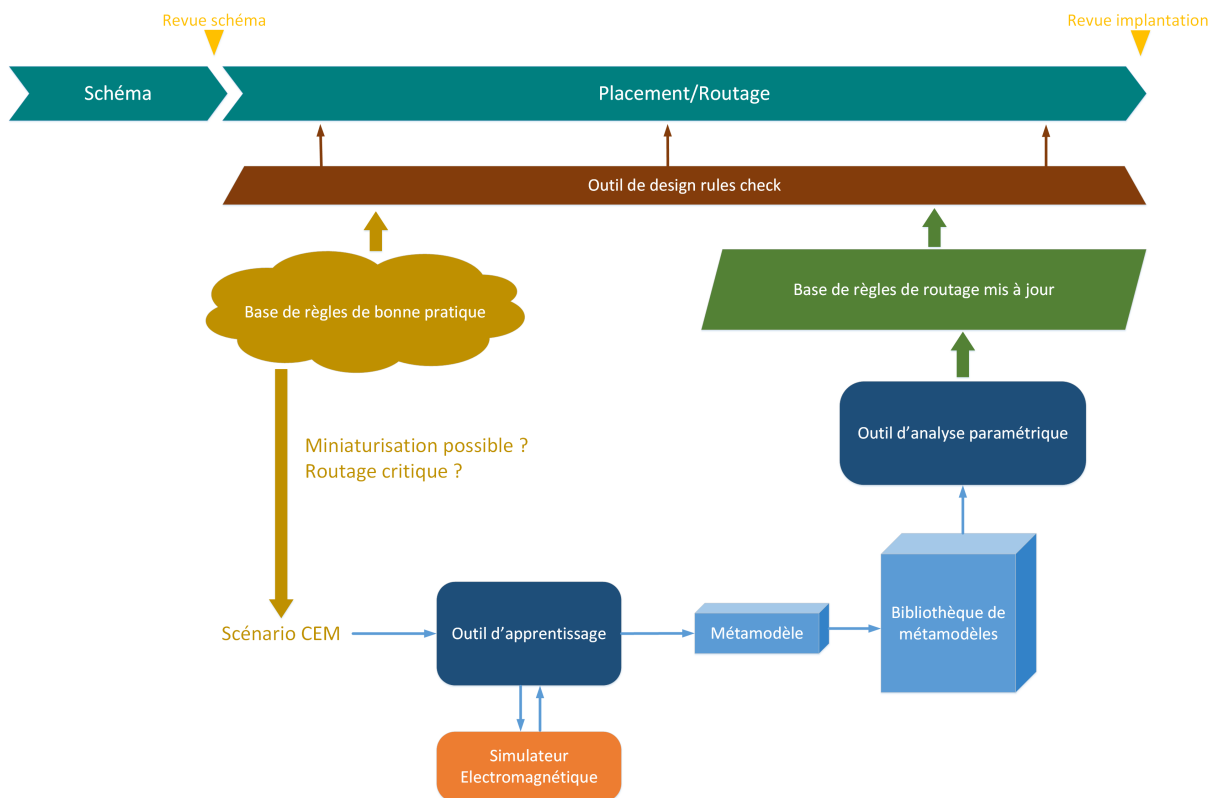 Revue schéma
Revue implantation
Schéma
Placement/Routage
Outil de design rules check
Base de règles de bonne pratique
Base de règles de routage mis à jour
Outil d'analyse paramétrique
Miniaturisation possible ?
Routage critique ?
Scénario CEM
Outil d'apprentissage
Métamodèle
Bibliothèque de
métamodèles
Simulateur
Electromagnétique